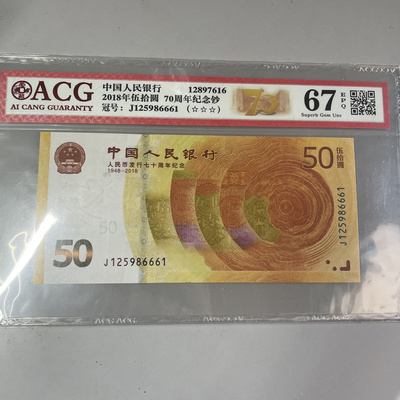 ACG
AI CANG GUARANTY
中国人民银行 12897616
2018年伍拾圆 70周年纪念钞
冠号: J125986661 (☆☆☆)
70
67 EPQ
Superb Gem Unc
中国人民银行
人民币发行七十周年纪念
1948-2018
50 伍拾圆
50
50
J125986661
J125986661